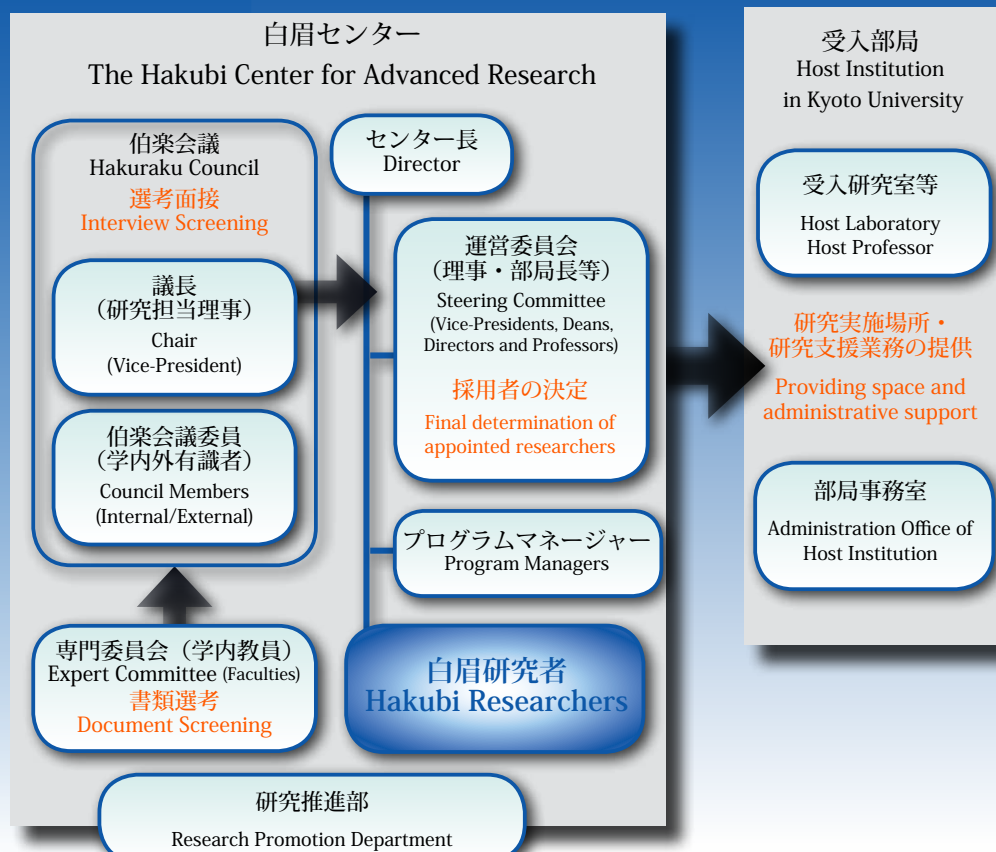 白眉センター
The Hakubi Center for Advanced Research
伯楽会議
Hakuraku Council
選考面接
Interview Screening
議長
（研究担当理事）
Chair
(Vice-President)
伯楽会議委員
（学内外有識者）
Council Members
(Internal/External)
専門委員会（学内教員）
Expert Committee (Faculties)
書類選考
Document Screening
センター長
Director
運営委員会
（理事・部局長等）
Steering Committee
(Vice-Presidents, Deans,
Directors and Professors)
採用者の決定
Final determination of
appointed researchers
プログラムマネージャー
Program Managers
白眉研究者
Hakubi Researchers
研究推進部
Research Promotion Department
受入部局
Host Institution
in Kyoto University
受入研究室等
Host Laboratory
Host Professor
研究実施場所・
研究支援業務の提供
Providing space and
administrative support
部局事務室
Administration Office of
Host Institution